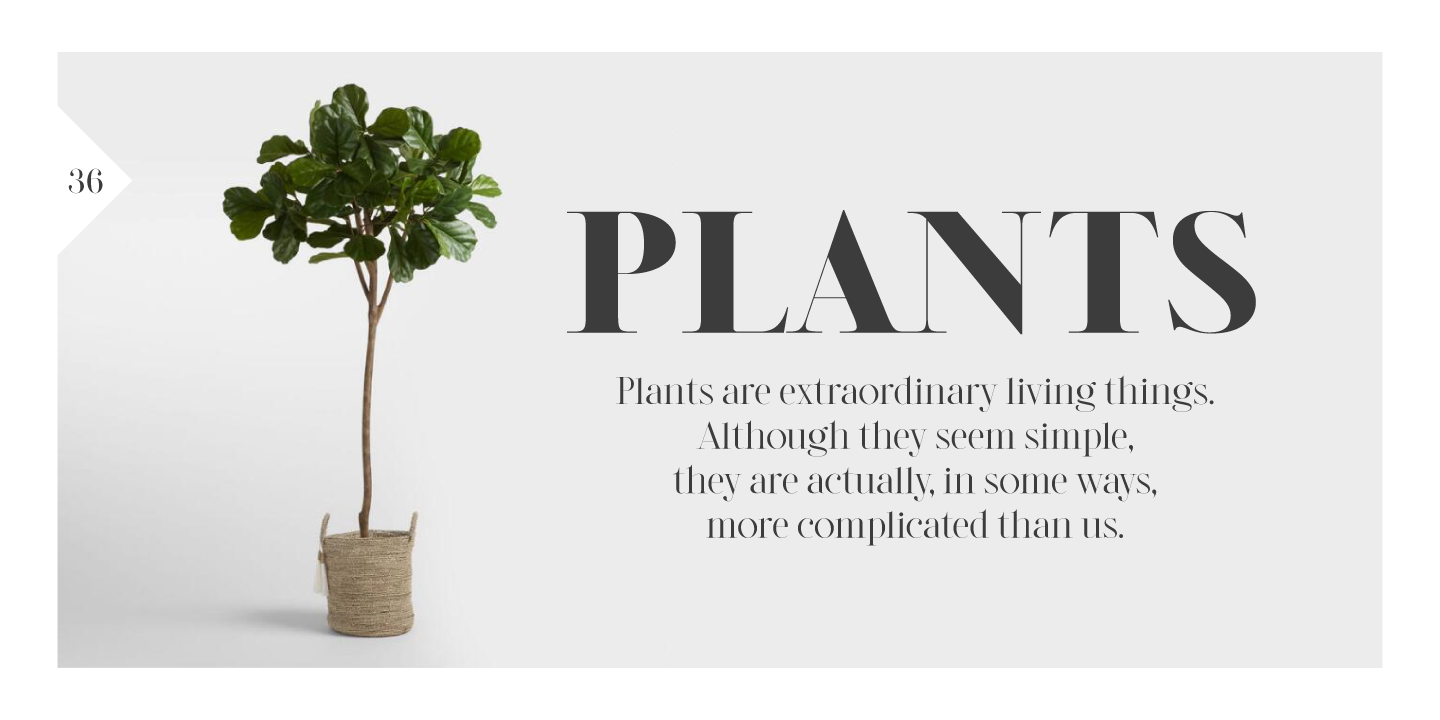 36
PLANTS
Plants are extraordinary living things.
Although they seem simple,
they are actually, in some ways,
more complicated than us.